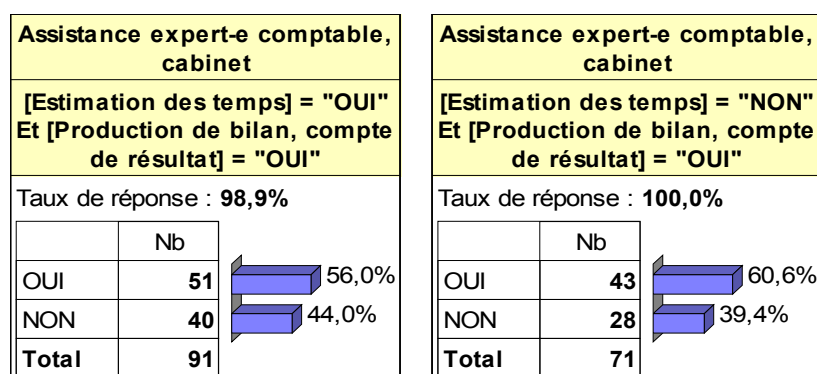 Assistance expert-e comptable,
cabinet
[Estimation des temps] = "OUI"
Et [Production de bilan, compte
de résultat] = "OUI"
Taux de réponse : 98,9%
Nb
OUI 51 56,0%
NON 40 44,0%
Total 91
Assistance expert-e comptable,
cabinet
[Estimation des temps] = "NON"
Et [Production de bilan, compte
de résultat] = "OUI"
Taux de réponse : 100,0%
Nb
OUI 43 60,6%
NON 28 39,4%
Total 71